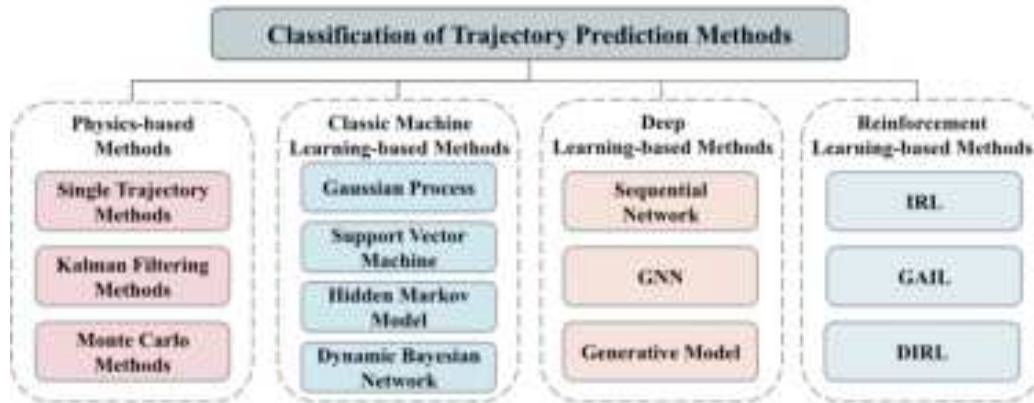 Classification of Trajectory Prediction Methods
Physics-based
Methods
Single Trajectory
Methods
Kalman Filtering
Methods
Monte Carlo
Methods
Classic Machine
Learning-based Methods
Gaussian Process
Support Vector
Machine
Hidden Markov
Model
Dynamic Bayesian
Network
Deep
Learning-based Methods
Sequential
Network
GNN
Generative Model
Reinforcement
Learning-based Methods
IRL
GAIL
DIRL